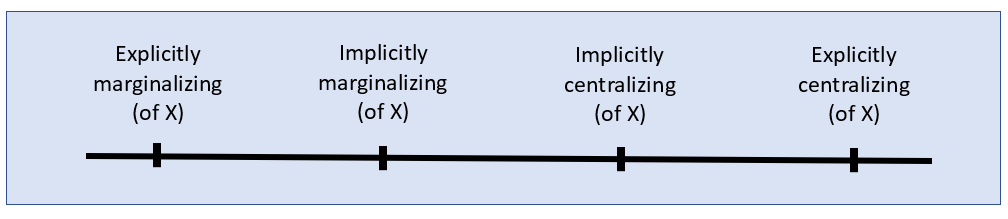 Explicitly
marginalizing
(of X)
Implicitly
marginalizing
(of X)
Implicitly
centralizing
(of X)
Explicitly
centralizing
(of X)